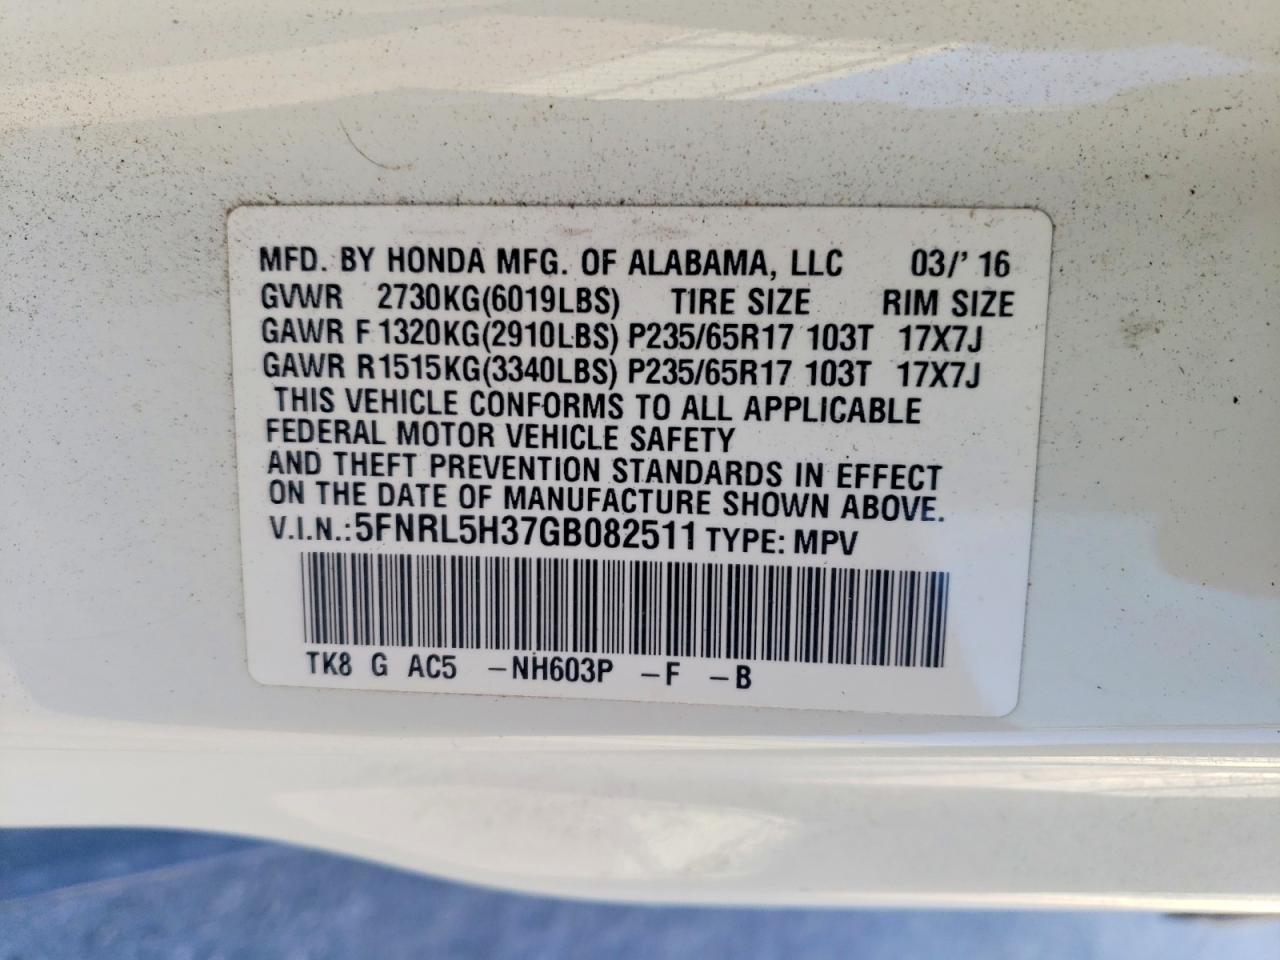 MFD. BY HONDA MFG. OF ALABAMA, LLC 03/' 16
GVWR 2730KG(6019LBS) TIRE SIZE RIM SIZE
GAWR F 1320KG(2910LBS) P235/65R17 103T 17X7J
GAWR R 1515KG(3340LBS) P235/65R17 103T 17X7J
THIS VEHICLE CONFORMS TO ALL APPLICABLE
FEDERAL MOTOR VEHICLE SAFETY
AND THEFT PREVENTION STANDARDS IN EFFECT
ON THE DATE OF MANUFACTURE SHOWN ABOVE.
V.I.N.: 5FNRL5H37GB082511 TYPE: MPV
TK8 G AC5 -NH603P -F -B